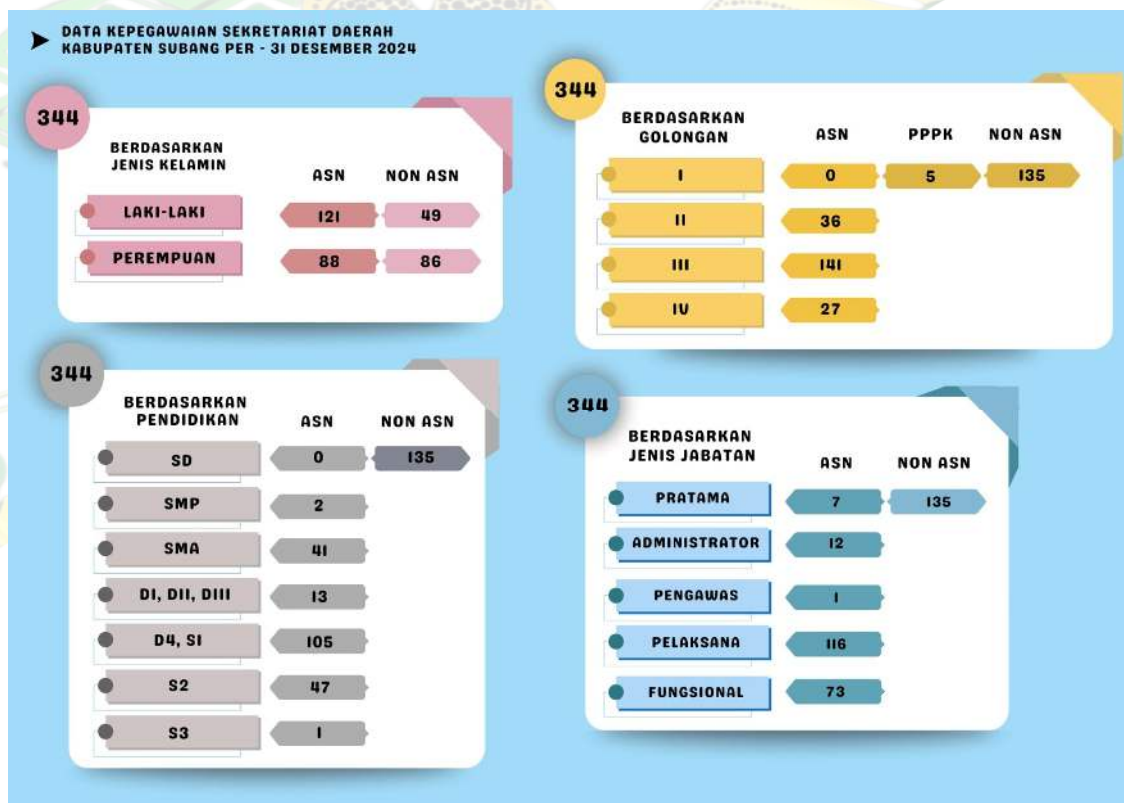 DATA KEPEGAWAIAN SEKRETARIAT DAERAH
KABUPATEN SUBANG PER - 31 DESEMBER 2024
344
BERDASARKAN
JENIS KELAMIN
ASN NON ASN
LAKI-LAKI 121 49
PEREMPUAN 88 86
344
BERDASARKAN
GOLONGAN
ASN PPPK NON ASN
I 0 5 135
II 36
III 141
IV 27
344
BERDASARKAN
PENDIDIKAN
ASN NON ASN
SD 0 135
SMP 2
SMA 41
DI, DII, DIII 13
D4, S1 105
S2 47
S3 1
344
BERDASARKAN
JENIS JABATAN
ASN NON ASN
PRATAMA 7 135
ADMINISTRATOR 12
PENGAWAS 1
PELAKSANA 116
FUNGSIONAL 73